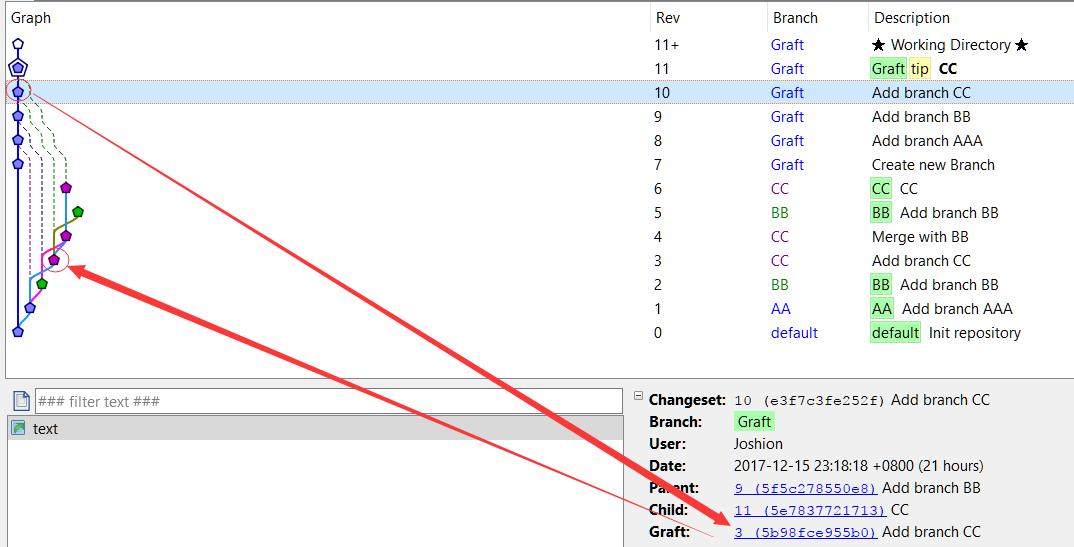 Graph Rev Branch Description
11+ Graft ★ Working Directory ★
11 Graft Graft tip CC
10 Graft Add branch CC
9 Graft Add branch BB
8 Graft Add branch AAA
7 Graft Create new Branch
6 CC CC CC
5 BB BB Add branch BB
4 CC Merge with BB
3 CC Add branch CC
2 BB BB Add branch BB
1 AA AA Add branch AAA
0 default default Init repository
### filter text ###
text
Changeset: 10 (e3f7c3fe252f) Add branch CC
Branch: Graft
User: Joshion
Date: 2017-12-15 23:18:18 +0800 (21 hours)
Parent: 9 (5f5c278550e8) Add branch BB
Child: 11 (5e7837721713) CC
Graft: 3 (5b98fce955b0) Add branch CC